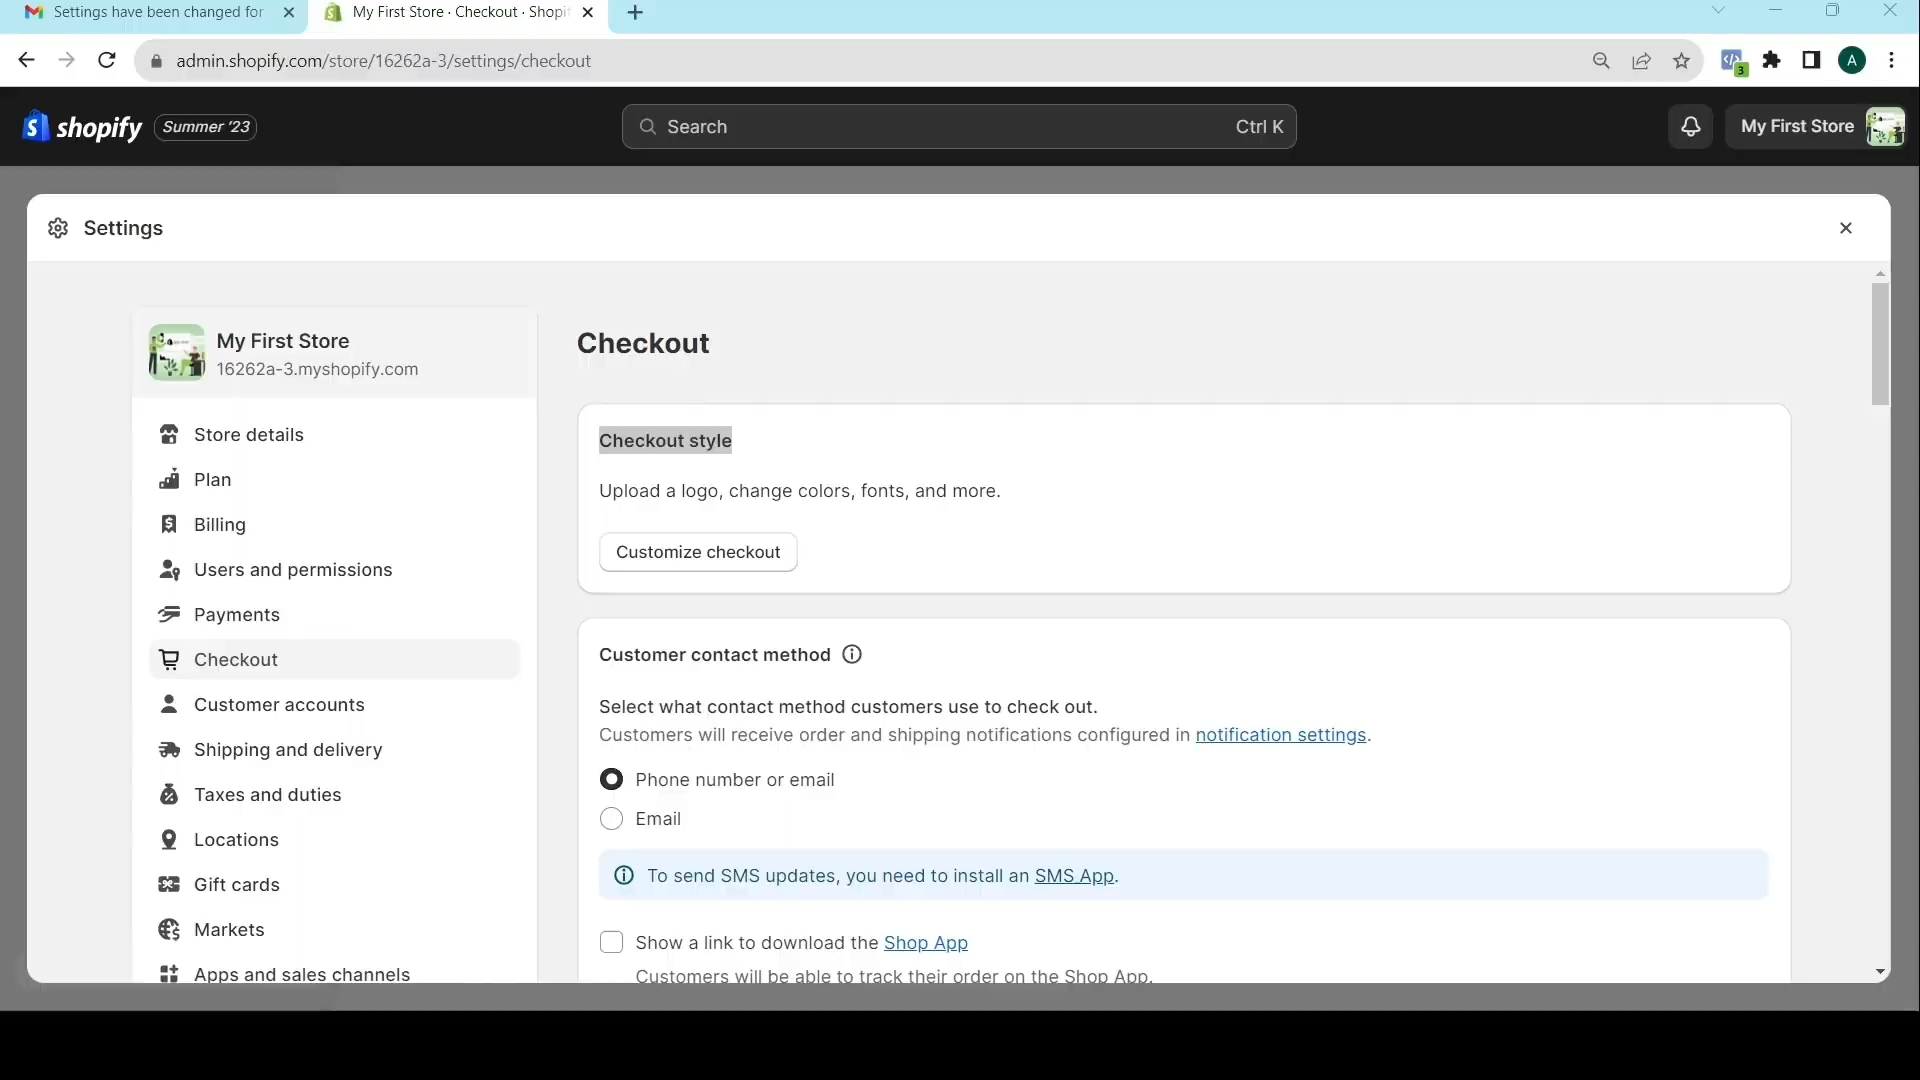 Settings have been changed for
My First Store · Checkout · Shopif
admin.shopify.com/store/16262a-3/settings/checkout
3
A
shopify
Summer '23
Search
Ctrl K
My First Store
Settings
My First Store
16262a-3.myshopify.com
Store details
Plan
Billing
Users and permissions
Payments
Checkout
Customer accounts
Shipping and delivery
Taxes and duties
Locations
Gift cards
Markets
Apps and sales channels
Checkout
Checkout style
Upload a logo, change colors, fonts, and more.
Customize checkout
Customer contact method
Select what contact method customers use to check out.
Customers will receive order and shipping notifications configured in notification settings.
Phone number or email
Email
To send SMS updates, you need to install an SMS App.
Show a link to download the Shop App
Customers will be able to track their order on the Shop App.